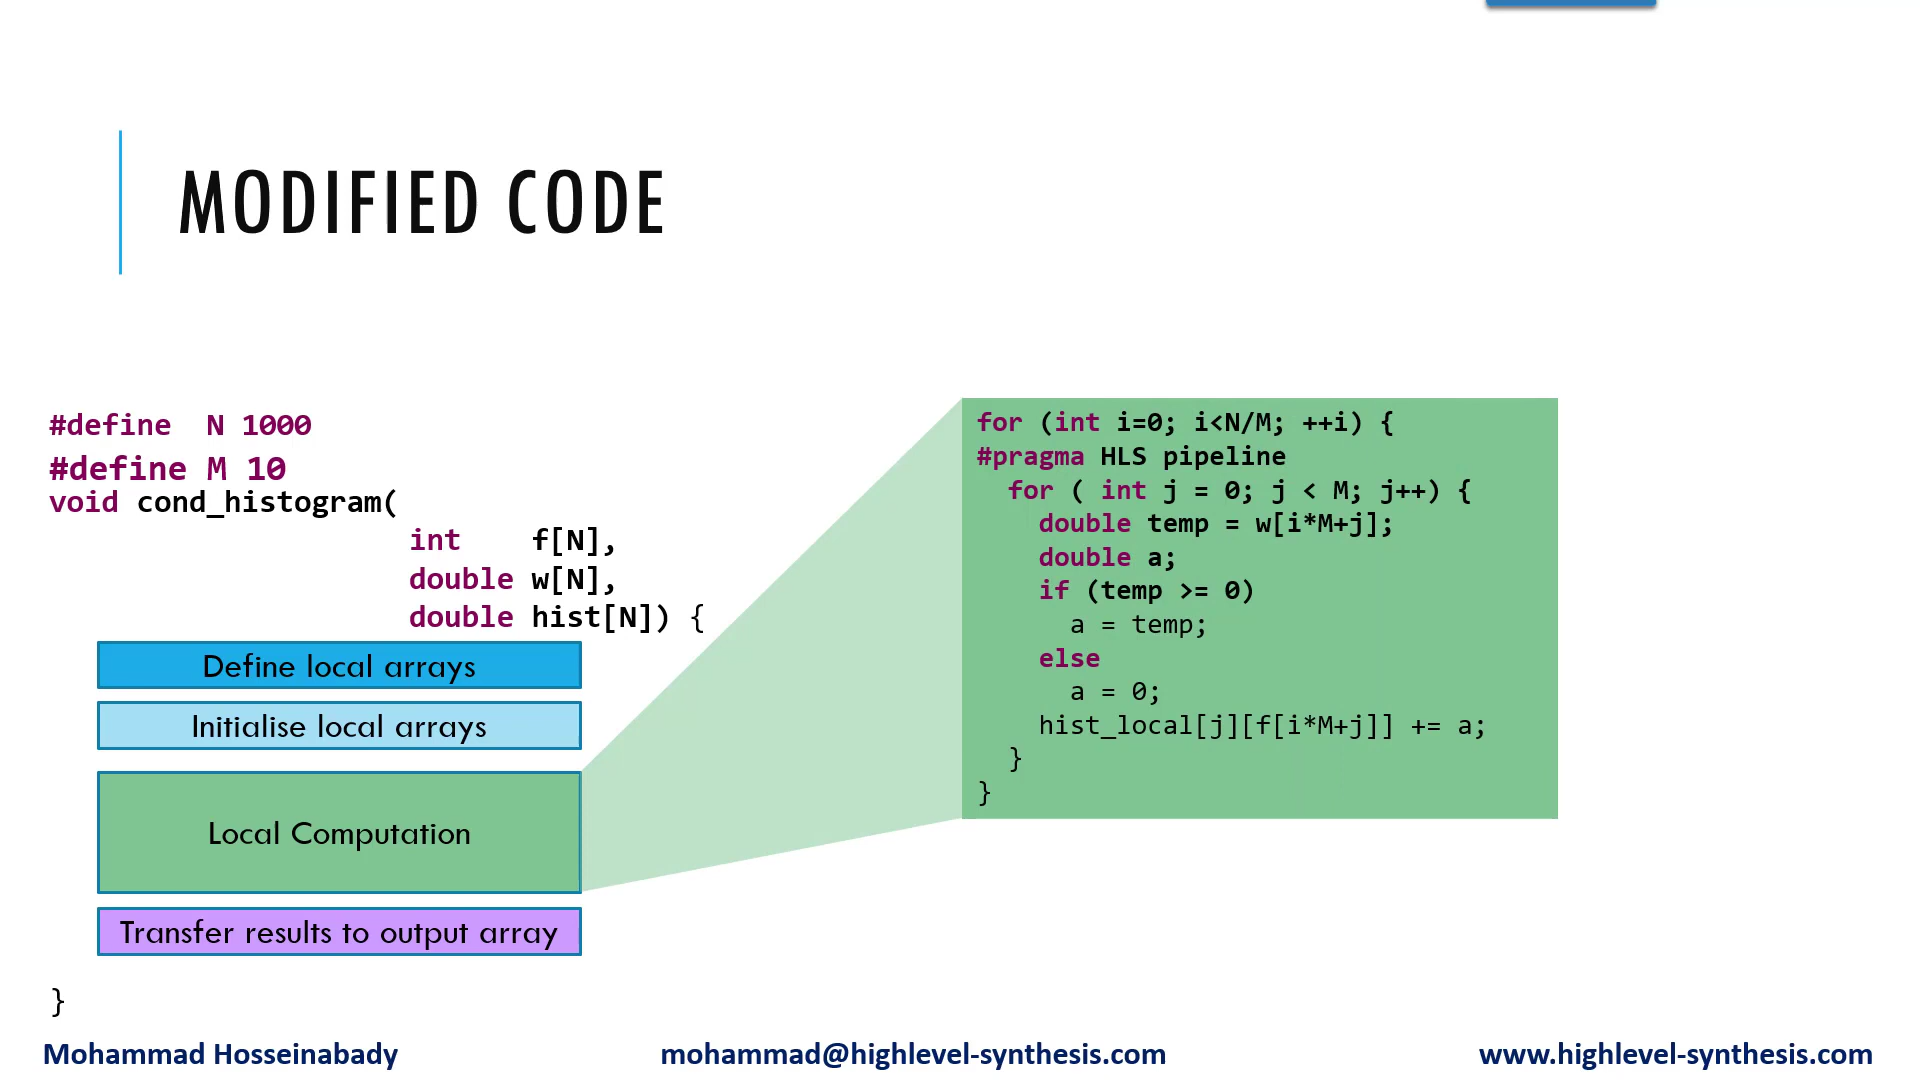 MODIFIED CODE
#define  N 1000
#define M 10
void cond_histogram(
int    f[N],
double w[N],
double hist[N]) {
Define local arrays
Initialise local arrays
Local Computation
Transfer results to output array
}
for (int i=0; i<N/M; ++i) {
#pragma HLS pipeline
for ( int j = 0; j < M; j++) {
double temp = w[i*M+j];
double a;
if (temp >= 0)
a = temp;
else
a = 0;
hist_local[j][f[i*M+j]] += a;
}
}
Mohammad Hosseinabady
mohammad@highlevel-synthesis.com
www.highlevel-synthesis.com